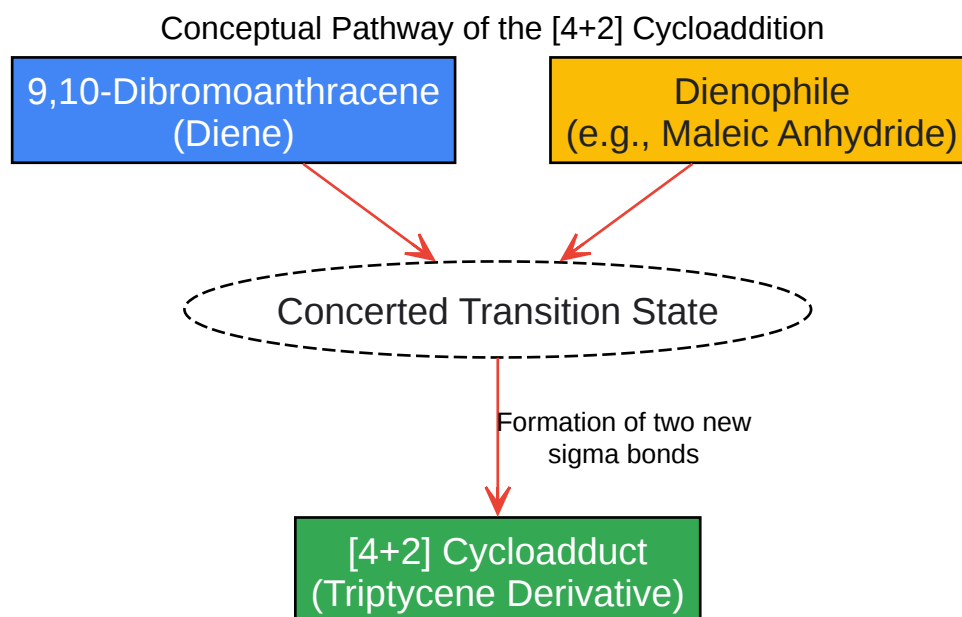 Conceptual Pathway of the [4+2] Cycloaddition
9,10-Dibromoanthracene
(Diene)
Dienophile
(e.g., Maleic Anhydride)
Concerted Transition State
Formation of two new
sigma bonds
[4+2] Cycloadduct
(Triptycene Derivative)